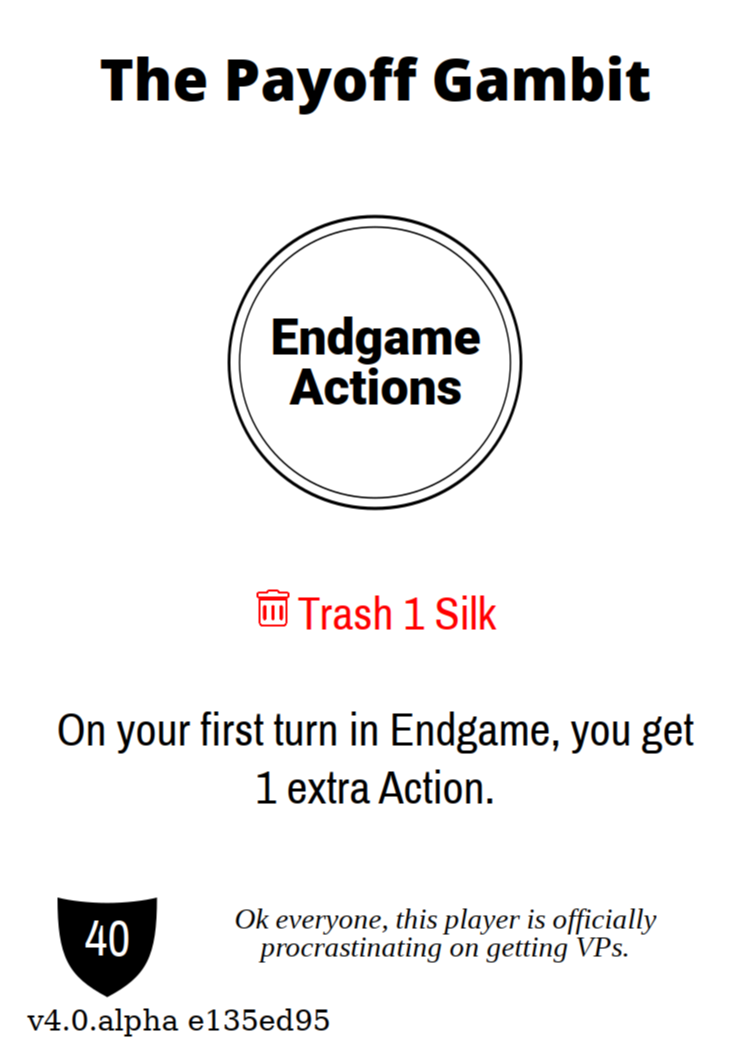 The Payoff Gambit
Endgame
Actions
Trash 1 Silk
On your first turn in Endgame, you get
1 extra Action.
40
Ok everyone, this player is officially
procrastinating on getting VPs.
v4.0.alpha e135ed95